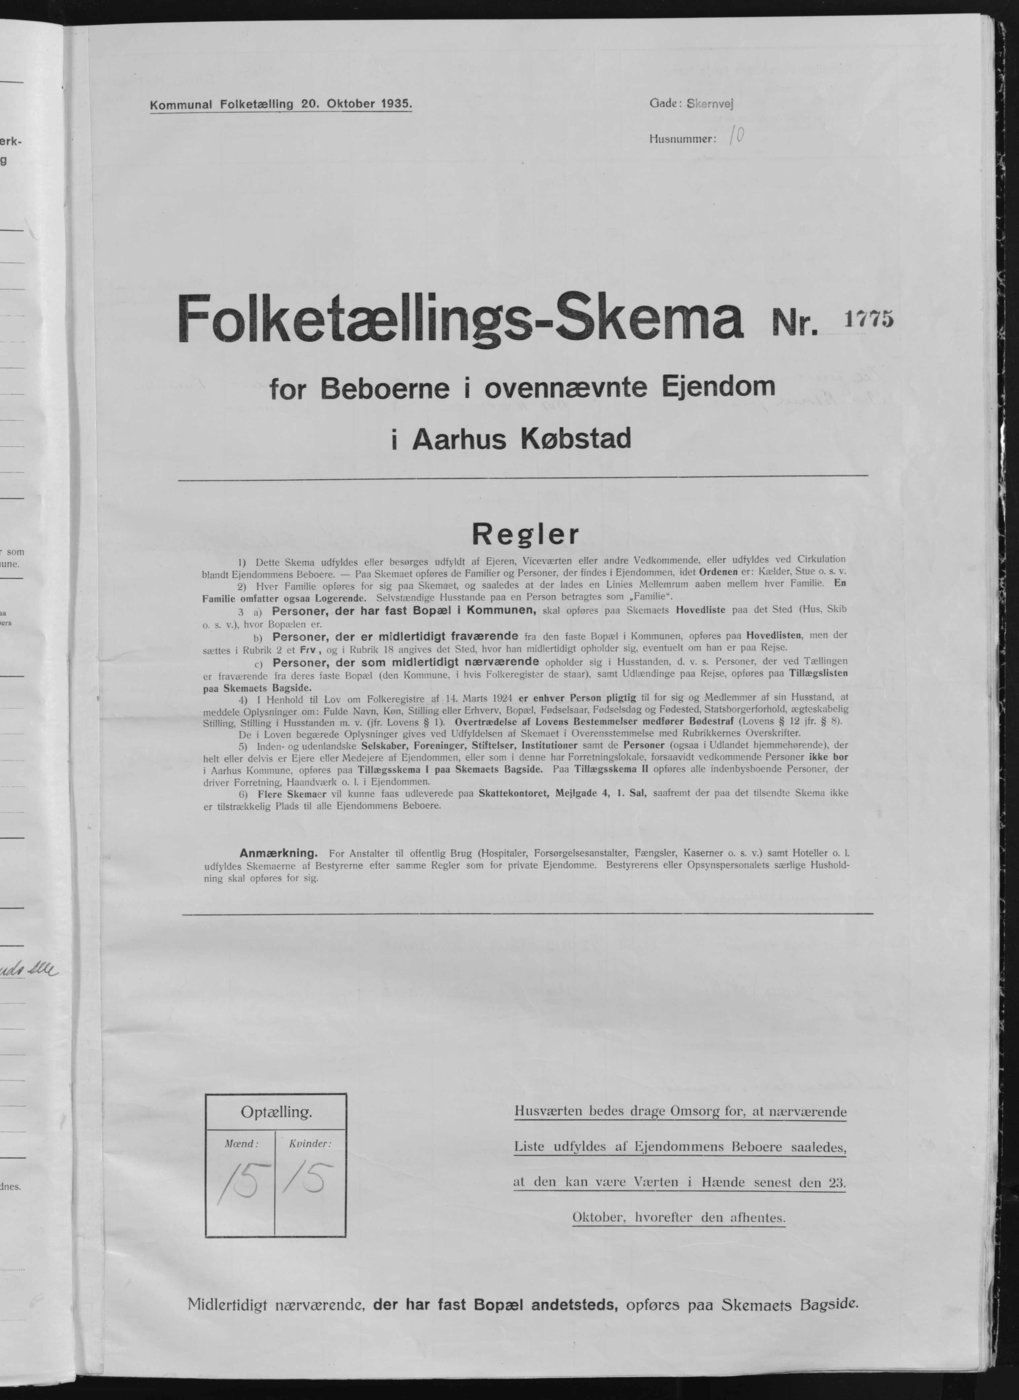 Kommunal Folketælling 20. Oktober 1935.
Gade: Skernvej
Husnummer: 10
Folketællings-Skema Nr. 1775
for Beboerne i ovennævnte Ejendom
i Aarhus Købstad
Regler
1) Dette Skema udfyldes eller besørges udfyldt af Ejeren, Viceværten eller andre Vedkommende, eller udfyldes ved Cirkulation
blandt Ejendommens Beboere. — Paa Skemaet opføres de Familier og Personer, der findes i Ejendommen, idet Ordenen er: Kælder, Stue o. s. v.
2) Hver Familie opføres for sig paa Skemaet, og saaledes at der lndes en Linies Mellemrum aaben mellem hver Familie. En
Familie omfatter ogsaa Logerende. Selvstændige Husstande paa en Person betragtes som „Familie".
3 a) Personer, der har fast Bopæl i Kommunen, skal opføres paa Skemaets Hovedliste paa det Sted (Hus, Skib
o. s. v.), hvor Bopælen er.
b) Personer, der er midlertidigt fraværende fra den faste Bopæl i Kommunen, opføres paa Hovedlisten, men der
sættes i Rubrik 2 et Frv., og i Rubrik 18 angives det Sted, hvor han midlertidigt opholder sig, eventuelt om han er paa Rejse.
c) Personer, der som midlertidigt nærværende opholder sig i Husstanden, d. v. s. Personer, der ved Tællingen
er fraværende fra deres faste Bopæl (den Kommune, i hvis Folkeregister de staar), samt Udlændinge paa Rejse, opføres paa Tillægslisten
paa Skemaets Bagside.
4) I Henhold til Lov om Folkeregistre af 14. Marts 1924 er enhver Person pligtig til for sig og Medlemmer af sin Husstand, at
meddele Oplysninger om: Fulde Navn, Køn, Stilling eller Erhverv, Bopæl, Fødselsaar, Fødselsdag og Fødested, Statsborgerforhold, ægteskabelig
Stilling, Stilling i Husstanden m. v. (jfr. Lovens § 1). Overtrædelse af Lovens Bestemmelser medfører Bødestraf (Lovens § 12 jfr. § 8).
De i Loven begærede Oplysninger gives ved Udfyldelsen af Skemaet i Overensstemmelse med Rubrikkernes Overskrifter.
5) Inden- og udenlandske Selskaber, Foreninger, Stiftelser, Institutioner samt de Personer (ogsaa i Udlandet hjemmehørende), der
helt eller delvis er Ejere eller Medejere af Ejendommen, eller som i denne har Forretningslokale, forsaavidt vedkommende Personer ikke bor
i Aarhus Kommune, opføres paa Tillægsskema I paa Skemaets Bagside. Paa Tillægsskema II opføres alle indenbysboende Personer, der
driver Forretning, Haandværk o. l. i Ejendommen.
6) Flere Skemaer vil kunne faas udleverede paa Skattekontoret, Mejlgade 4, 1. Sal, saafremt der paa det tilsendte Skema ikke
er tilstrækkelig Plads til alle Ejendommens Beboere.
Anmærkning. For Anstalter til offentlig Brug (Hospitaler, Forsørgelsesanstalter, Fængsler, Kaserner o. s. v.) samt Hoteller o. l.
udfyldes Skemaerne af Bestyrerne efter samme Regler som for private Ejendomme. Bestyrerens eller Opsynspersonalets særlige Hushold-
ning skal opføres for sig.
Optælling.
Mænd: Kvinder:
15 15
Husværten bedes drage Omsorg for, at nærværende
Liste udfyldes af Ejendommens Beboere saaledes,
at den kan være Værten i Hænde senest den 23.
Oktober, hvorefter den afhentes.
Midlertidigt nærværende, der har fast Bopæl andetsteds, opføres paa Skemaets Bagside.